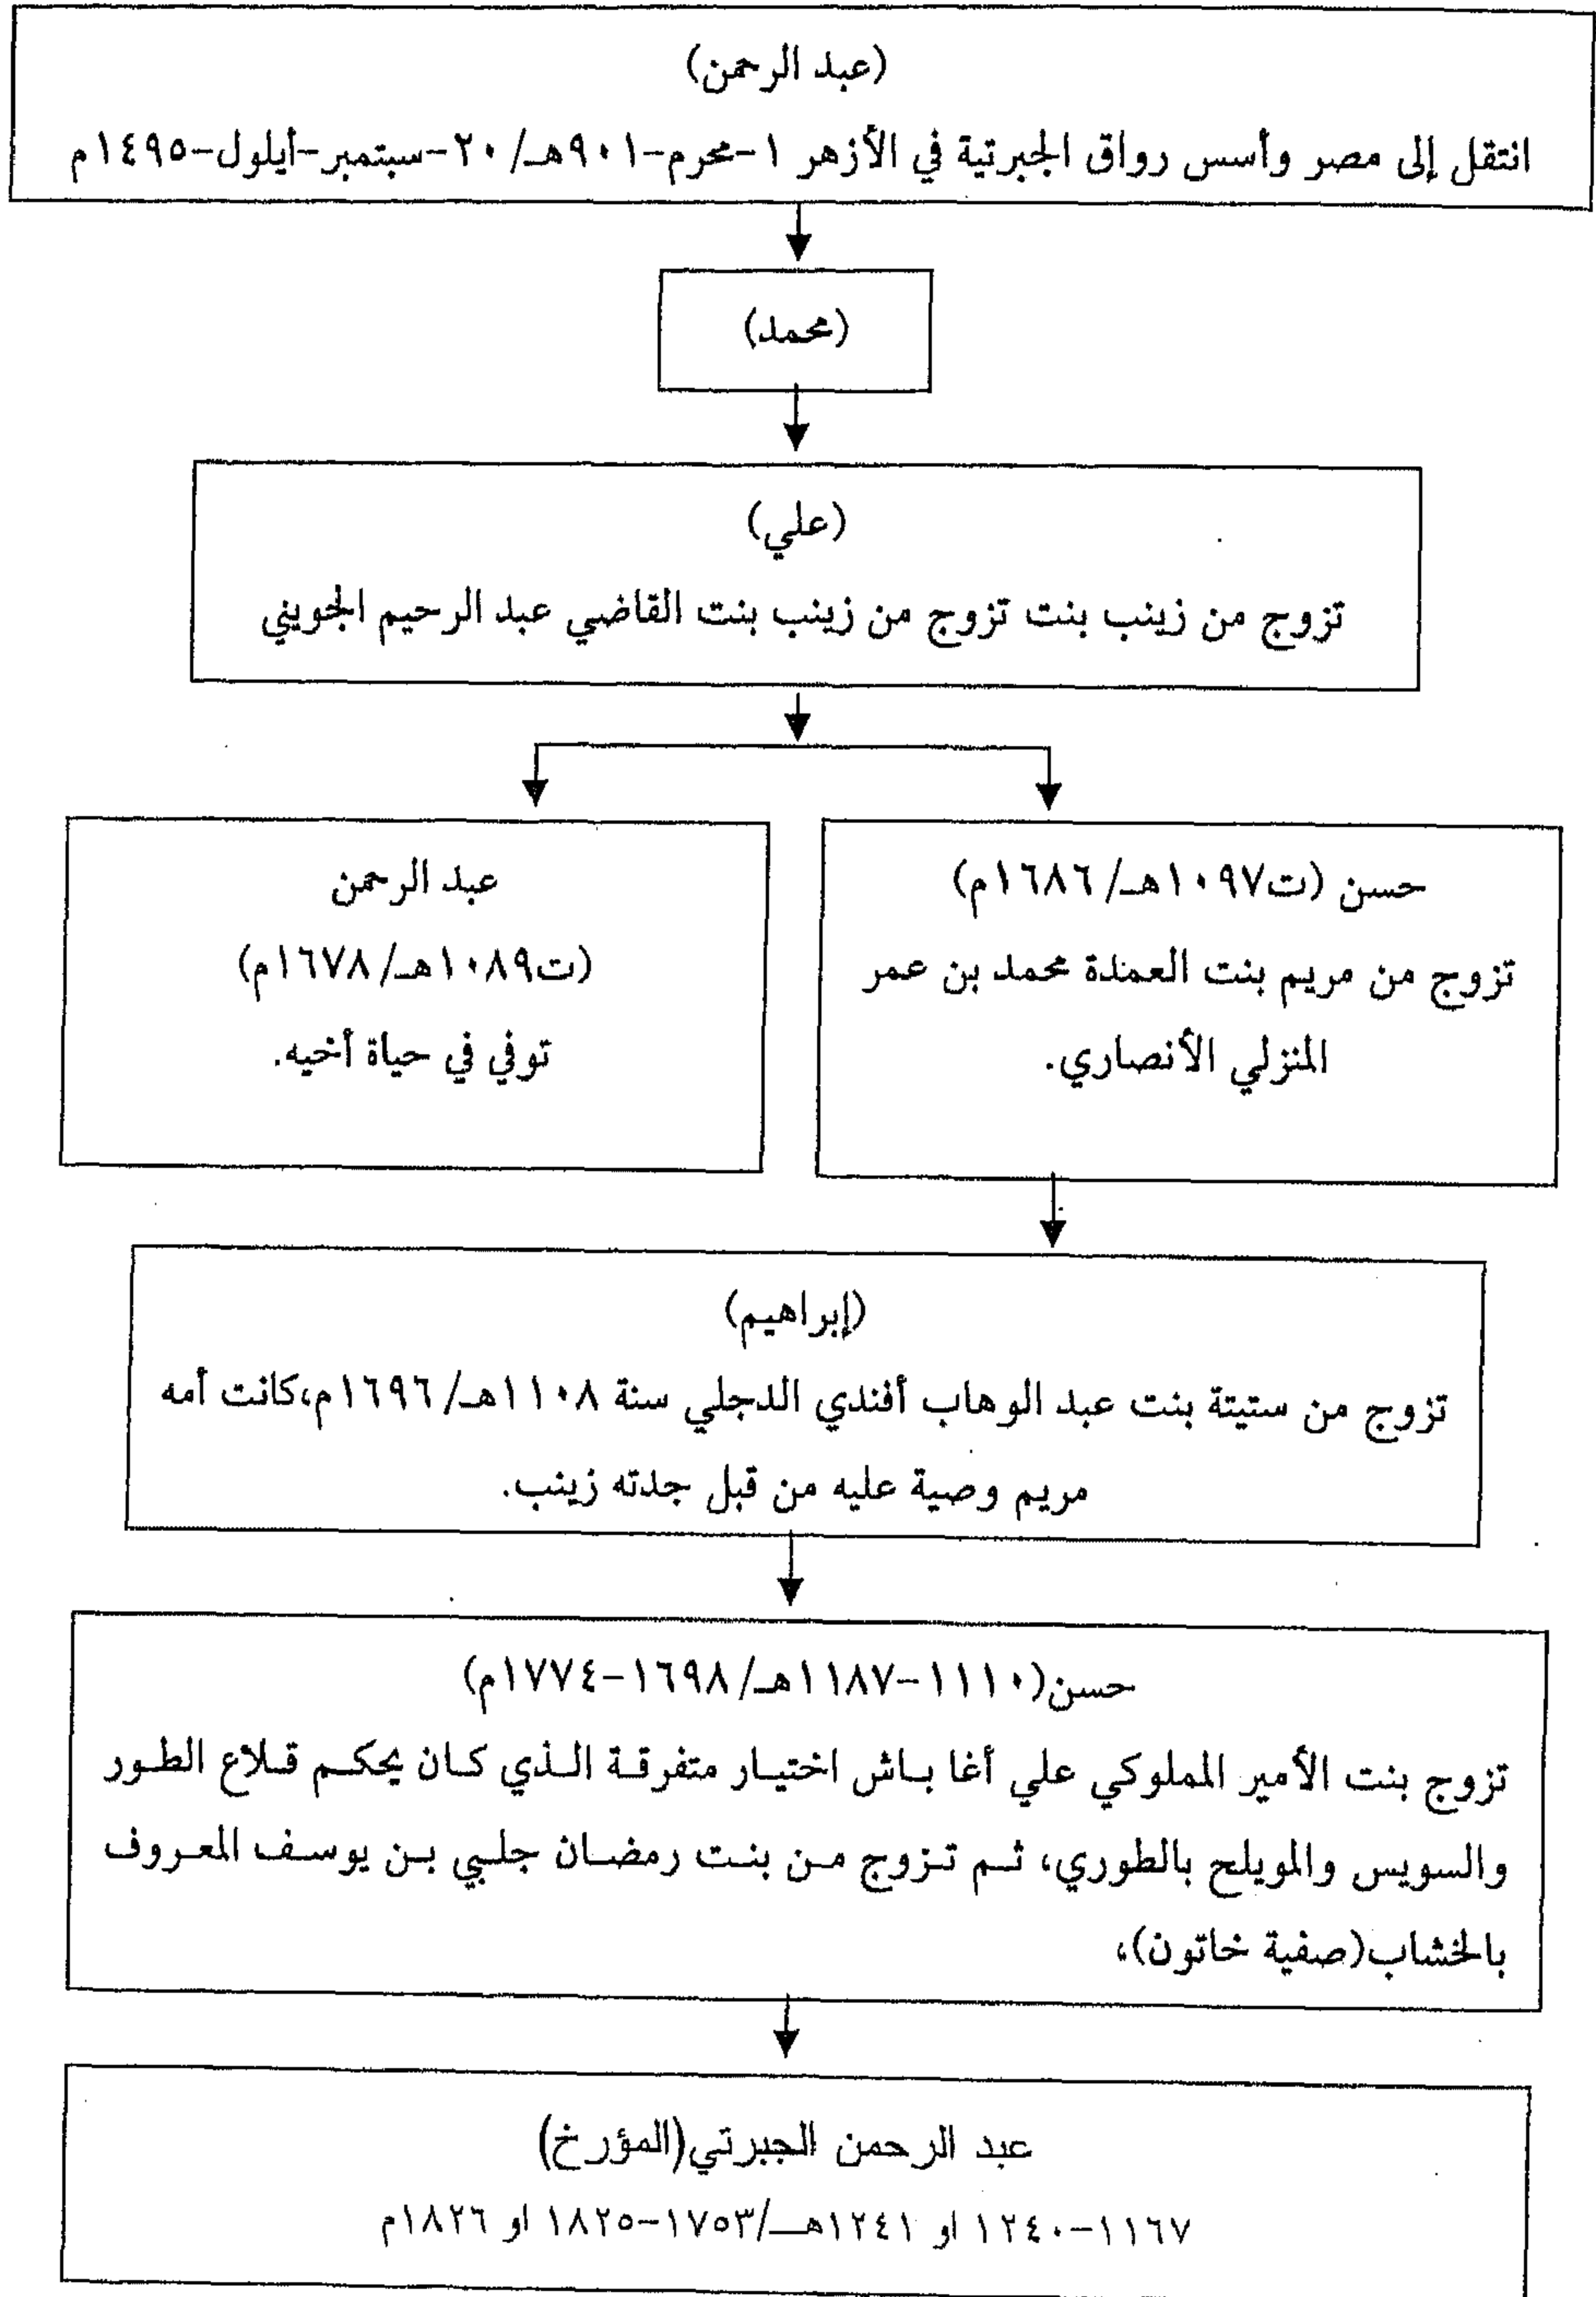 (عبد الرحمن)
انتقل إلى مصر وأسس رواق الجبرتية في الأزهر ١-محرم-٩٠١هـ/ ٢٠-سبتمبر-أيلول-١٤٩٥م
(محمد)
(علي)
تزوج من زينب بنت تزوج من زينب بنت القاضي عبد الرحيم الجويني
حسن (ت١٠٩٧هـ/ ١٦٨٦م)
تزوج من مريم بنت العمدة محمد بن عمر
المنزلي الأنصاري.
عبد الرحمن
(ت١٠٨٩هـ/ ١٦٧٨م)
توفي في حياة أخيه.
(إبراهيم)
تزوج من ستيتة بنت عبد الوهاب أفندي الدجلي سنة ١١٠٨هـ/ ١٦٩٦م،كانت أمه
مريم وصية عليه من قبل جدته زينب.
حسن(١١١٠-١١٨٧هـ/ ١٦٩٨-١٧٧٤م)
تزوج بنت الأمير المملوكي علي أغا باش اختيار متفرقة الذي كان يحكم قلاع الطور
والسويس والمويلح بالطوري، ثم تزوج من بنت رمضان جلبي بن يوسف المعروف
بالخشاب(صفية خاتون)،
عبد الرحمن الجبرتي(المؤرخ)
١١٦٧-١٢٤٠ او ١٢٤١هـ/١٧٥٣-١٨٢٥ او ١٨٢٦م